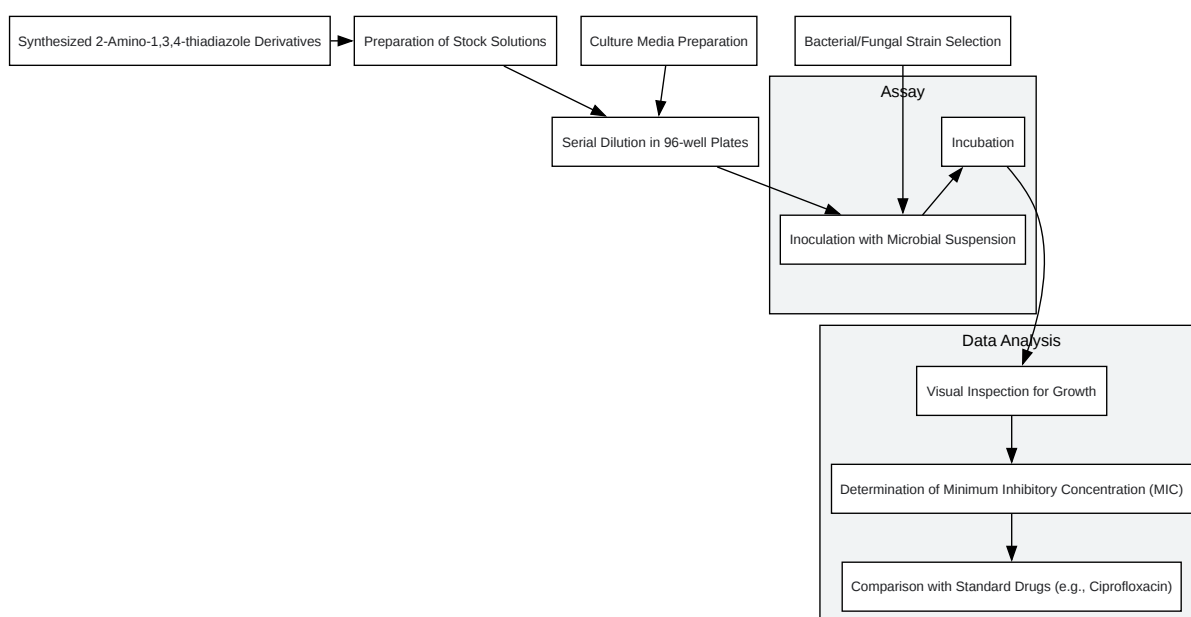 Synthesized 2-Amino-1,3,4-thiadiazole Derivatives
Preparation of Stock Solutions
Culture Media Preparation
Bacterial/Fungal Strain Selection
Assay
Serial Dilution in 96-well Plates
Incubation
Inoculation with Microbial Suspension
Data Analysis
Visual Inspection for Growth
Determination of Minimum Inhibitory Concentration (MIC)
Comparison with Standard Drugs (e.g., Ciprofloxacin)